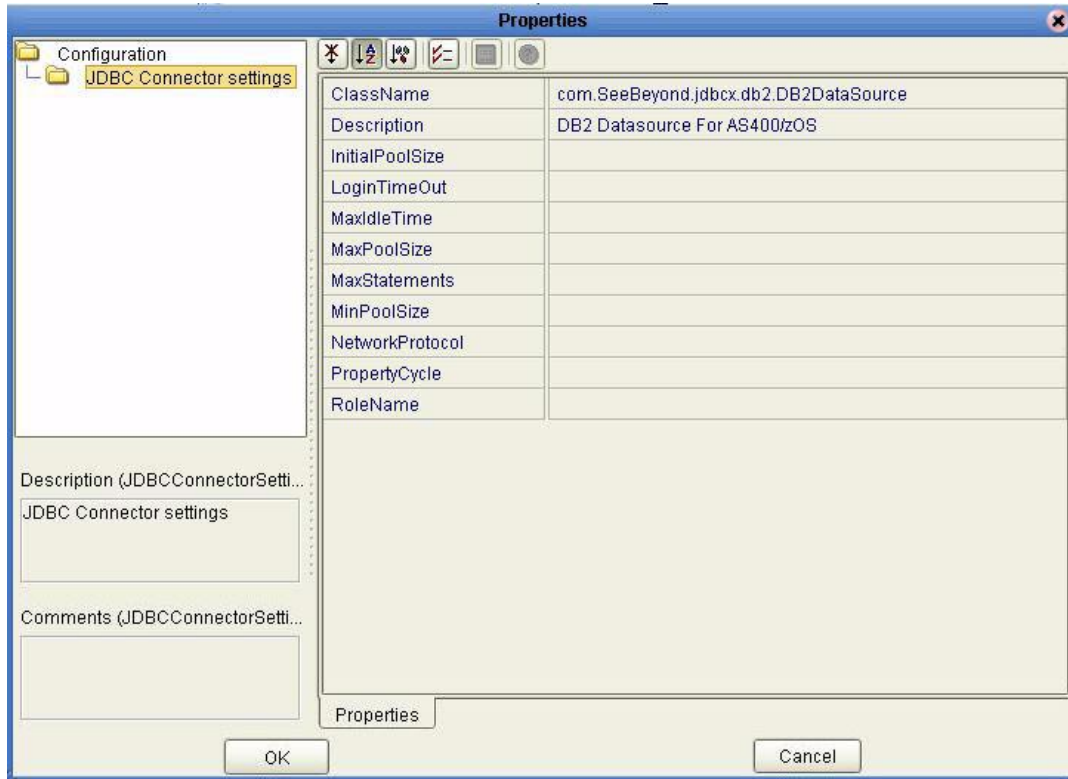 Properties
Configuration
JDBC Connector settings
ClassName com.SeeBeyond.jdbcx.db2.DB2DataSource
Description DB2 Datasource For AS400/zOS
InitialPoolSize
LoginTimeOut
MaxIdleTime
MaxPoolSize
MaxStatements
MinPoolSize
NetworkProtocol
PropertyCycle
RoleName
Description (JDBCConnectorSetti...
JDBC Connector settings
Comments (JDBCConnectorSetti...
Properties
OK Cancel